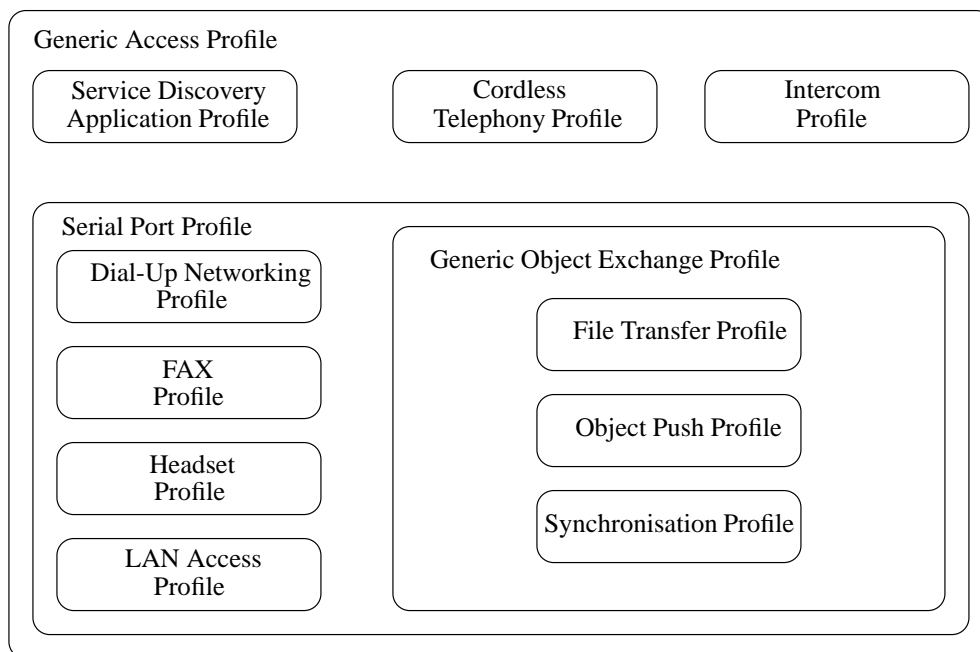 Generic Access Profile
Service Discovery
Application Profile
Cordless
Telephony Profile
Intercom
Profile
Serial Port Profile
Dial-Up Networking
Profile
FAX
Profile
Headset
Profile
LAN Access
Profile
Generic Object Exchange Profile
File Transfer Profile
Object Push Profile
Synchronisation Profile